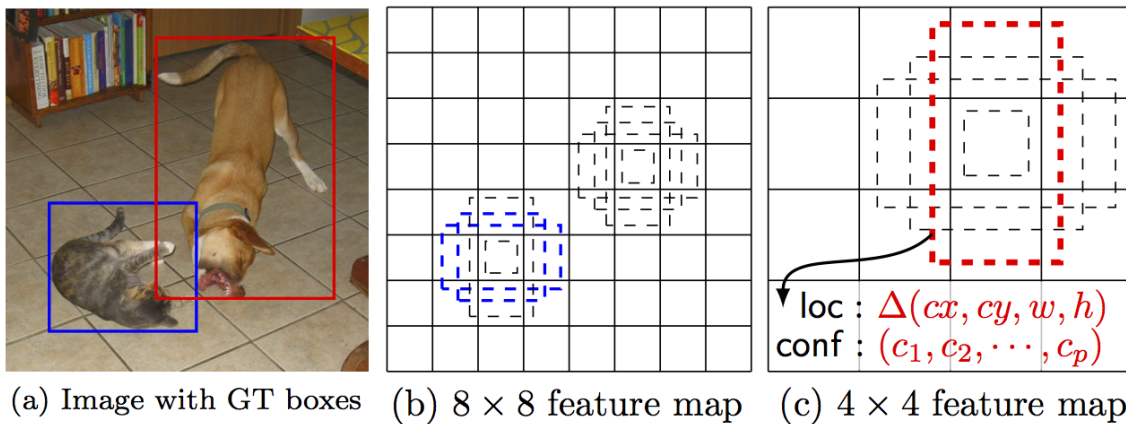 loc : Δ(cx, cy, w, h)
conf : (c₁, c₂, ⋯, cₚ)
(a) Image with GT boxes
(b) 8 × 8 feature map
(c) 4 × 4 feature map